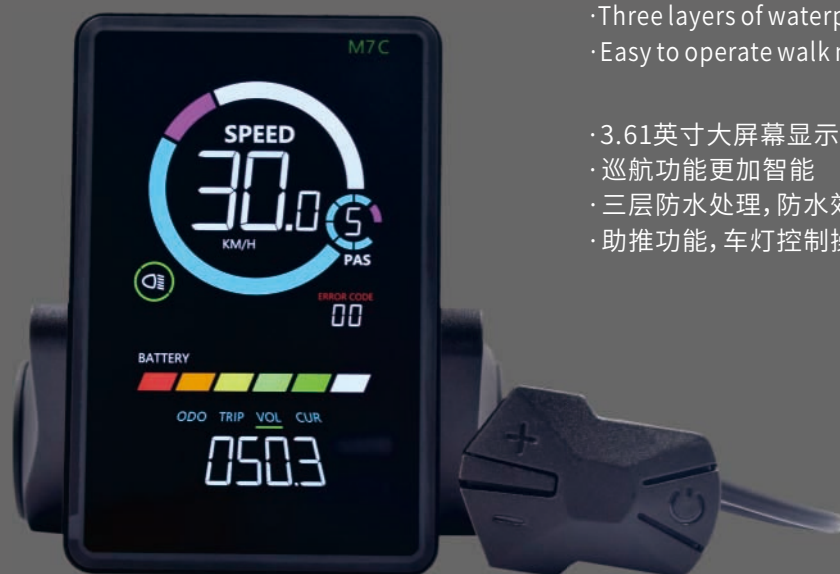 ·Three layers of
·Easy to operate walk
·3.61英寸大屏幕显示
·巡航功能更加智能
·三层防水处理,防水
·助推功能,车灯控制
M7C
SPEED
30.0
KM/H
5
PAS
ERROR CODE
00
BATTERY
ODO TRIP VOL CUR
050.3
+
-